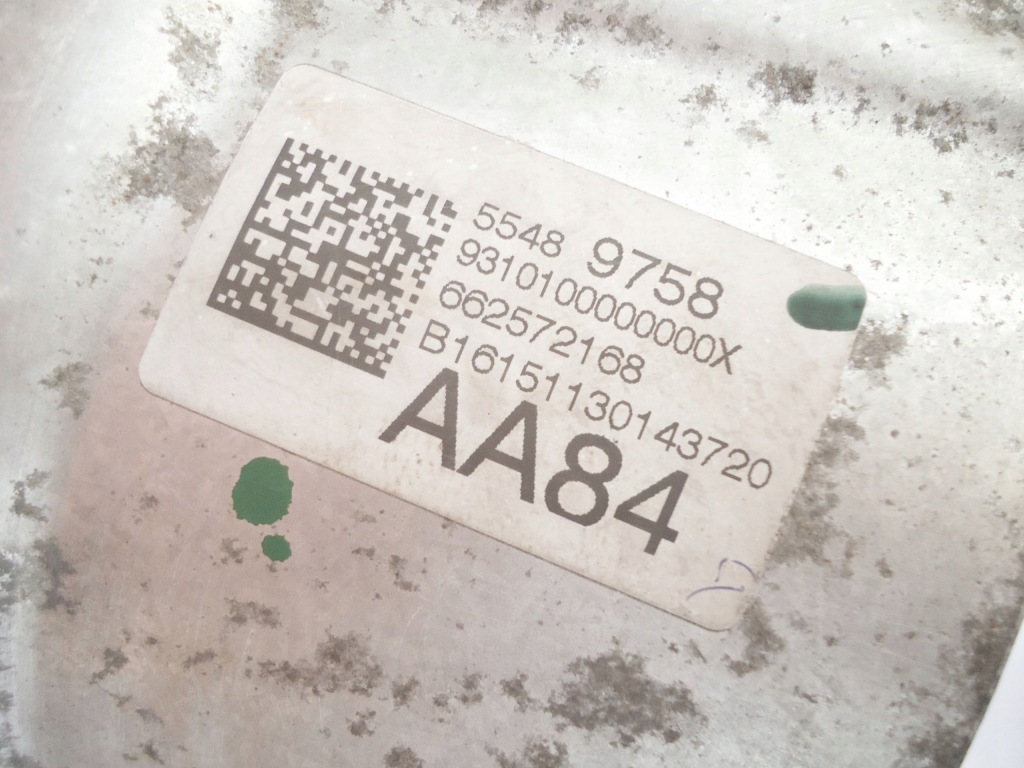 5548 9758
93101000000000X
662572168
B16151130143720
AA84